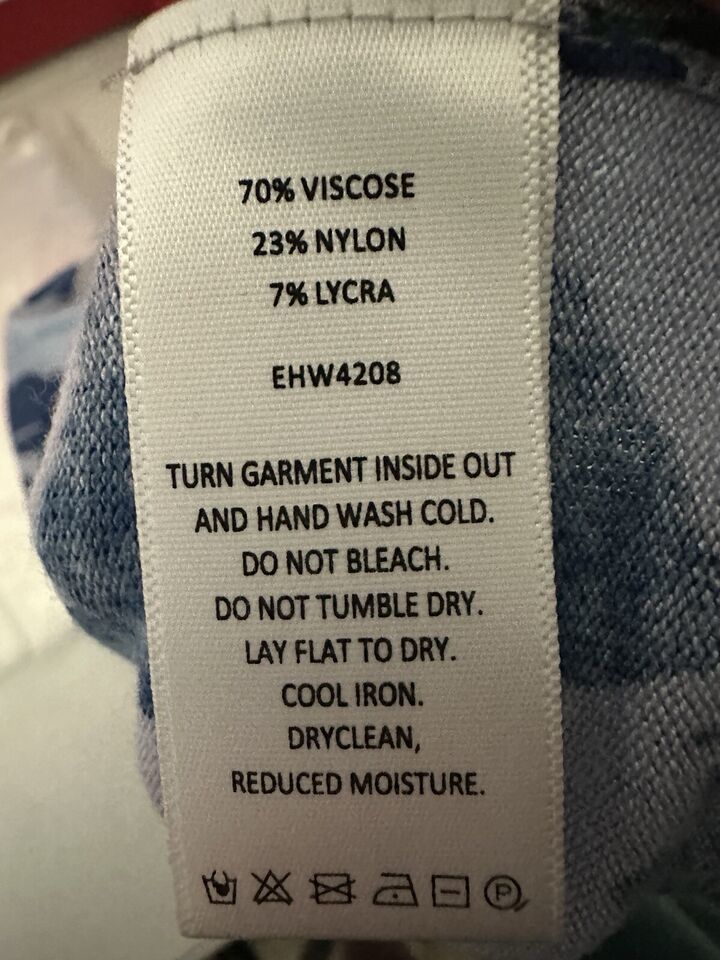 70% VISCOSE
23% NYLON
7% LYCRA
EHW4208
TURN GARMENT INSIDE OUT
AND HAND WASH COLD.
DO NOT BLEACH.
DO NOT TUMBLE DRY.
LAY FLAT TO DRY.
COOL IRON.
DRYCLEAN,
REDUCED MOISTURE.
P